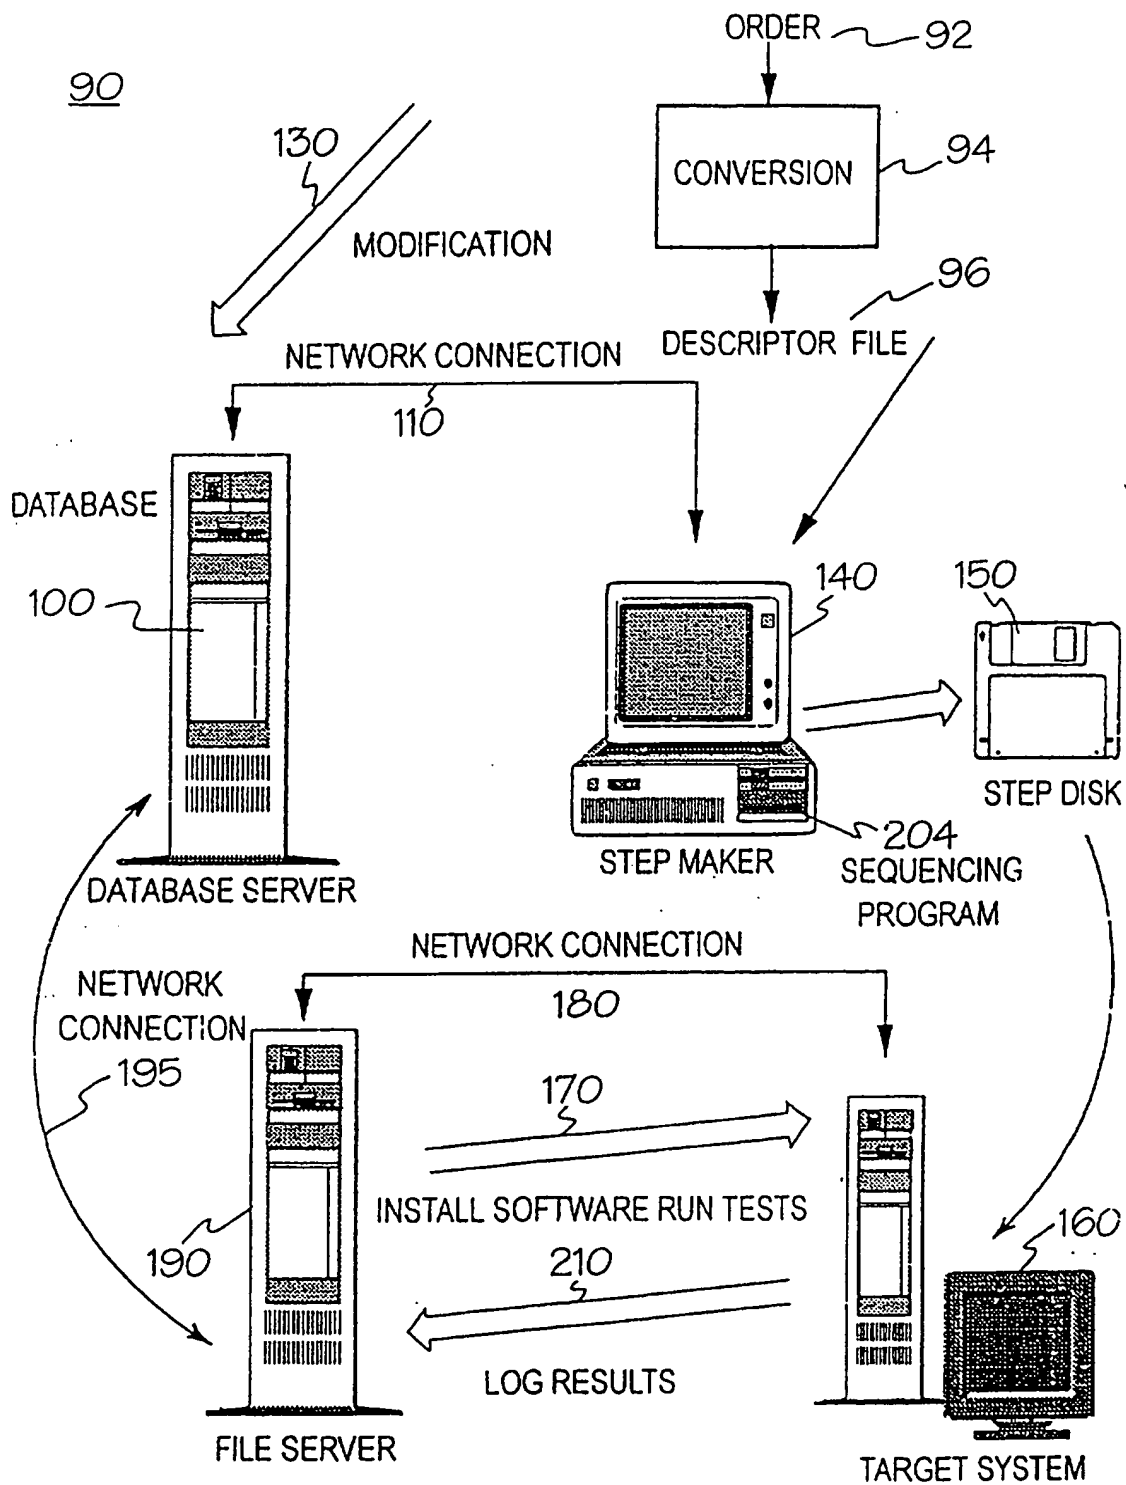 ORDER 92
90
130
CONVERSION
94
MODIFICATION
96
DESCRIPTOR FILE
NETWORK CONNECTION
110
DATABASE
100
140
150
STEP DISK
204
STEP MAKER
SEQUENCING
PROGRAM
DATABASE SERVER
NETWORK CONNECTION
180
NETWORK
CONNECTION
195
170
INSTALL SOFTWARE RUN TESTS
190
210
160
LOG RESULTS
FILE SERVER
TARGET SYSTEM